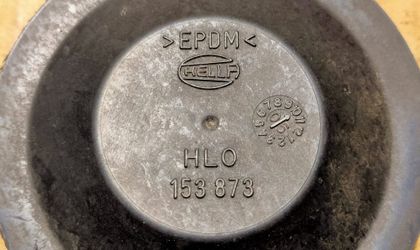 >EPDM<
HELLA
HLO
153 873